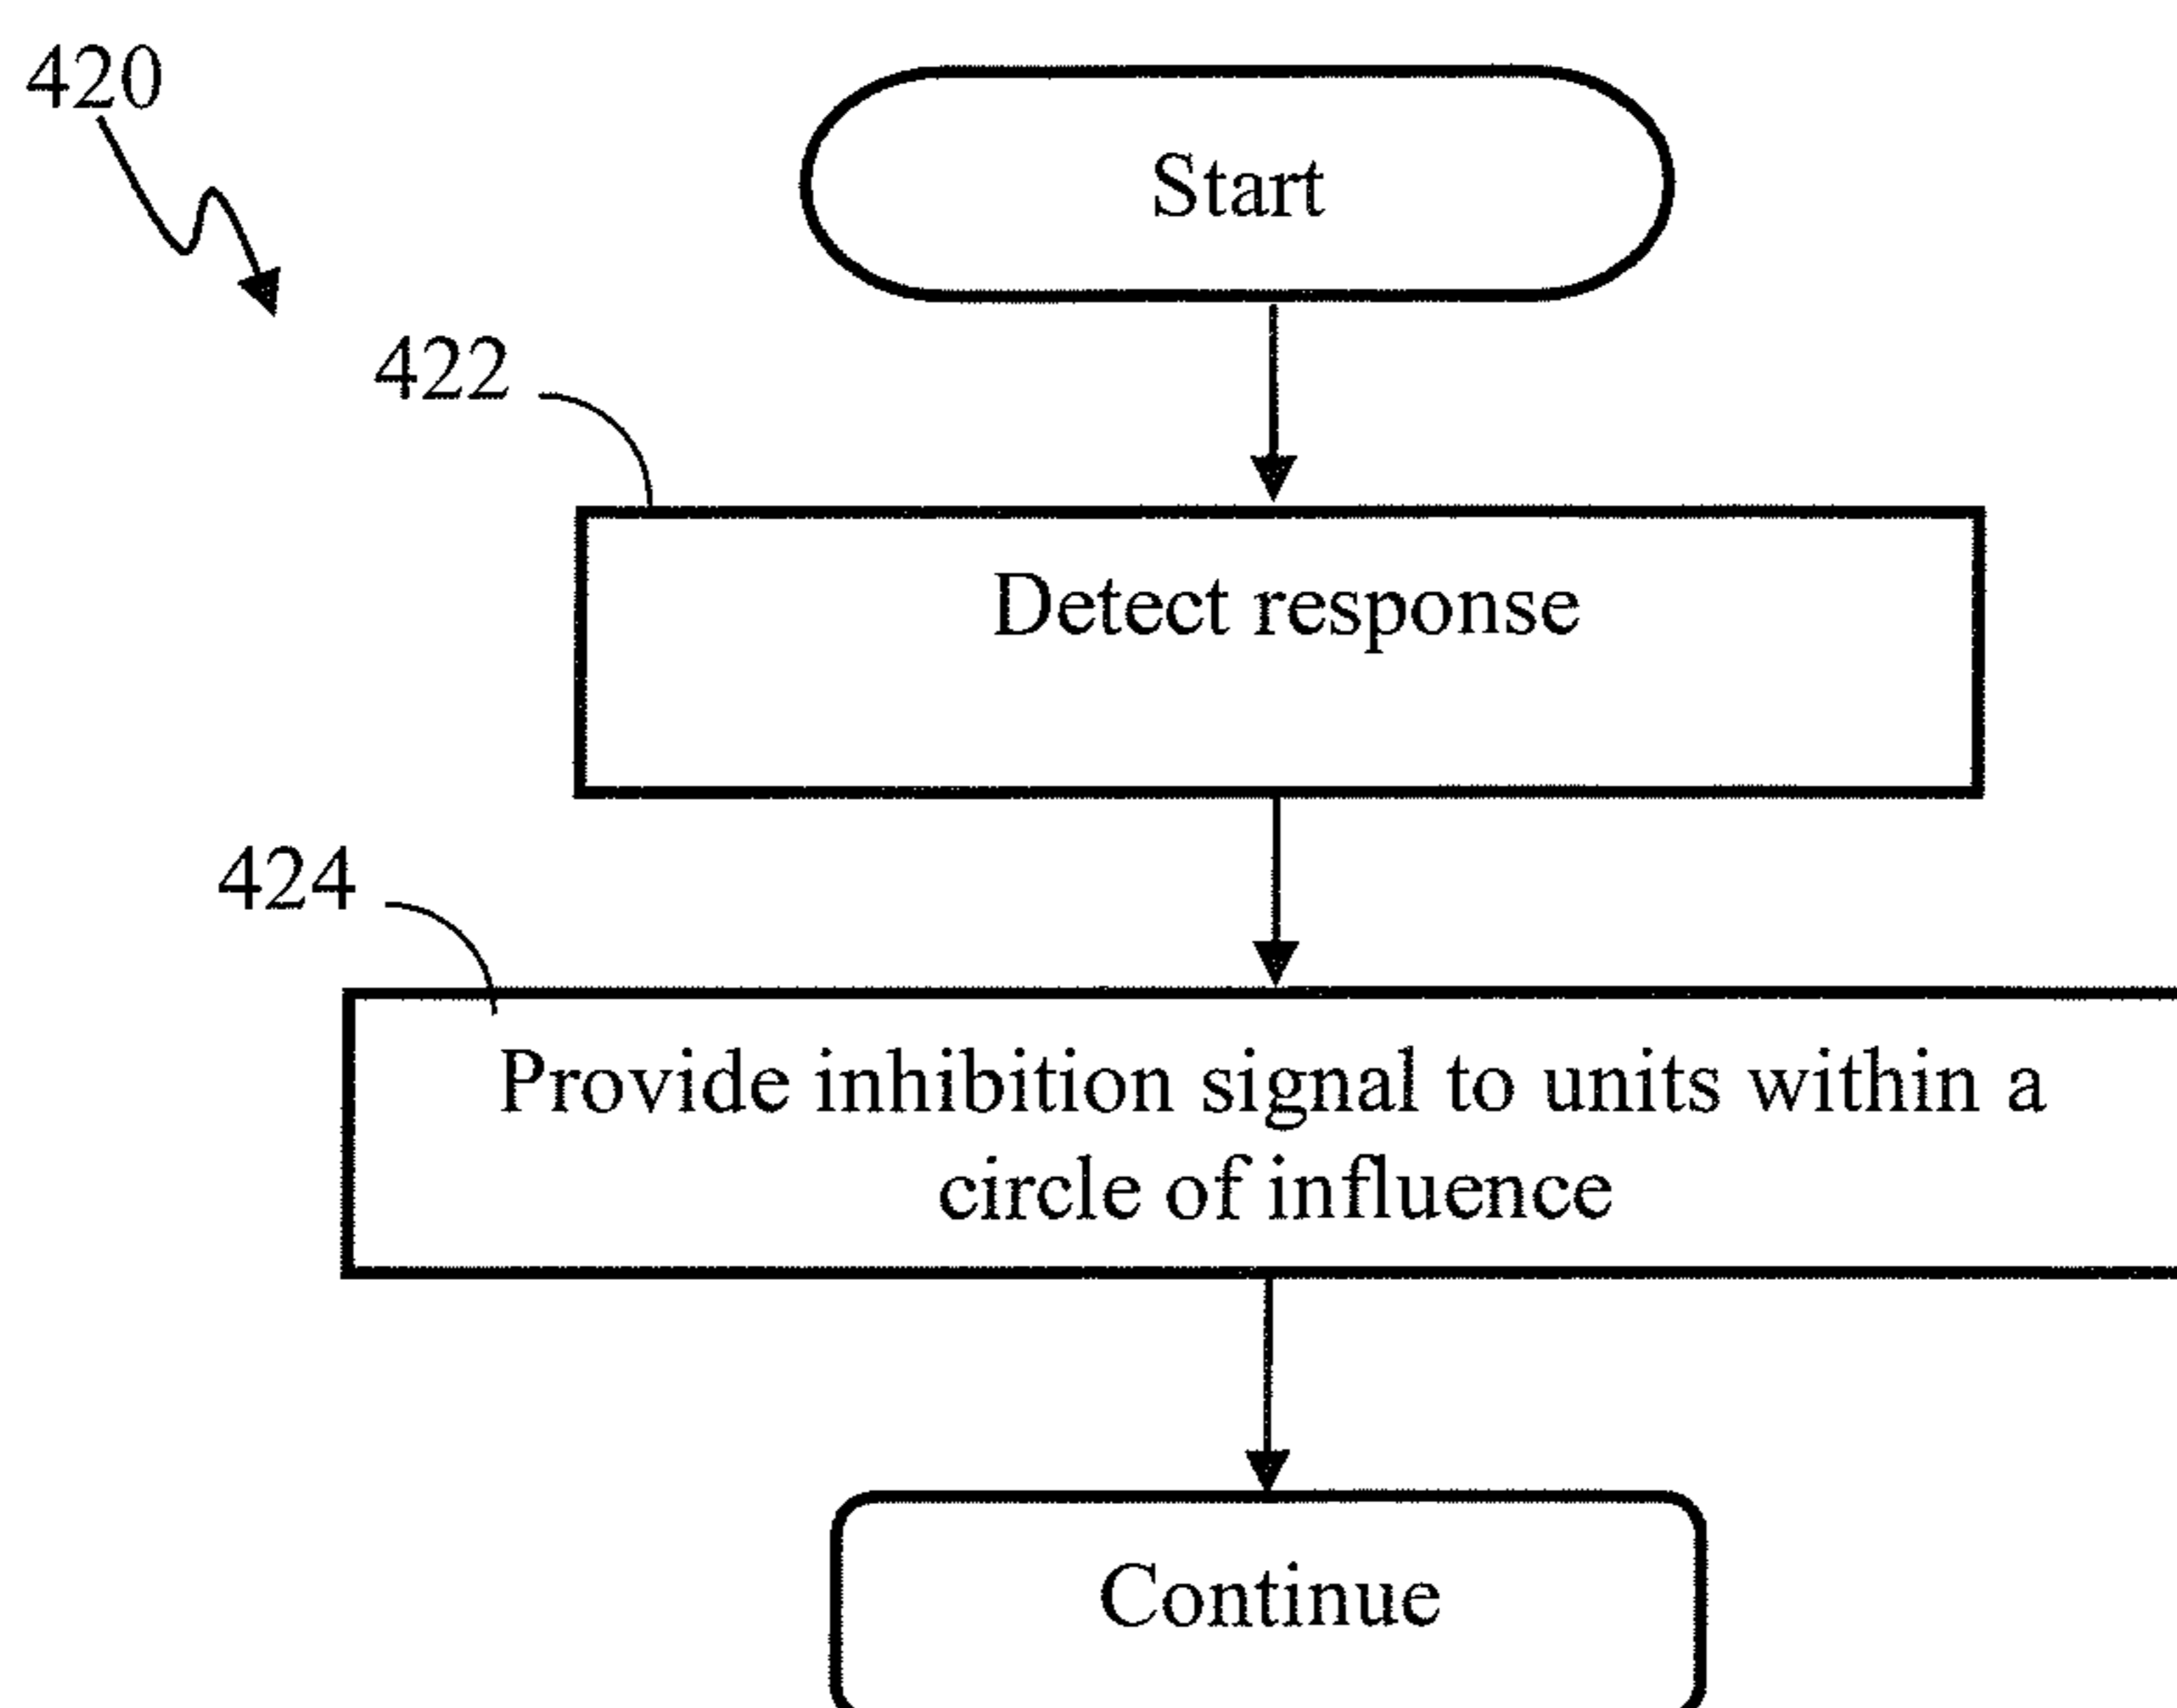 420
Start
422
Detect response
424
Provide inhibition signal to units within a
circle of influence
Continue